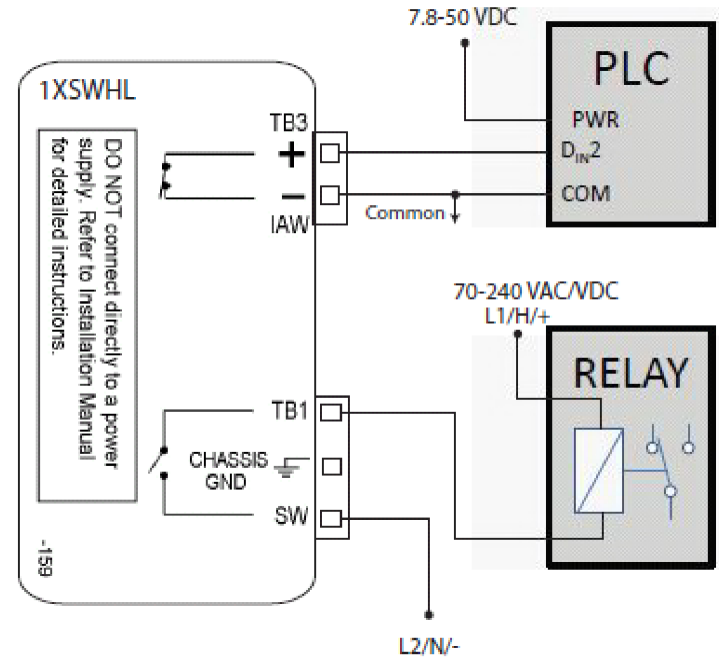 7.8-50 VDC
PLC
PWR
D_IN2
COM
Common
1XSWHL
TB3
+
−
IAW
DO NOT connect directly to a power
supply. Refer to Installation Manual
for detailed instructions.
70-240 VAC/VDC
L1/H/+
RELAY
TB1
CHASSIS
GND
SW
-159
L2/N/-